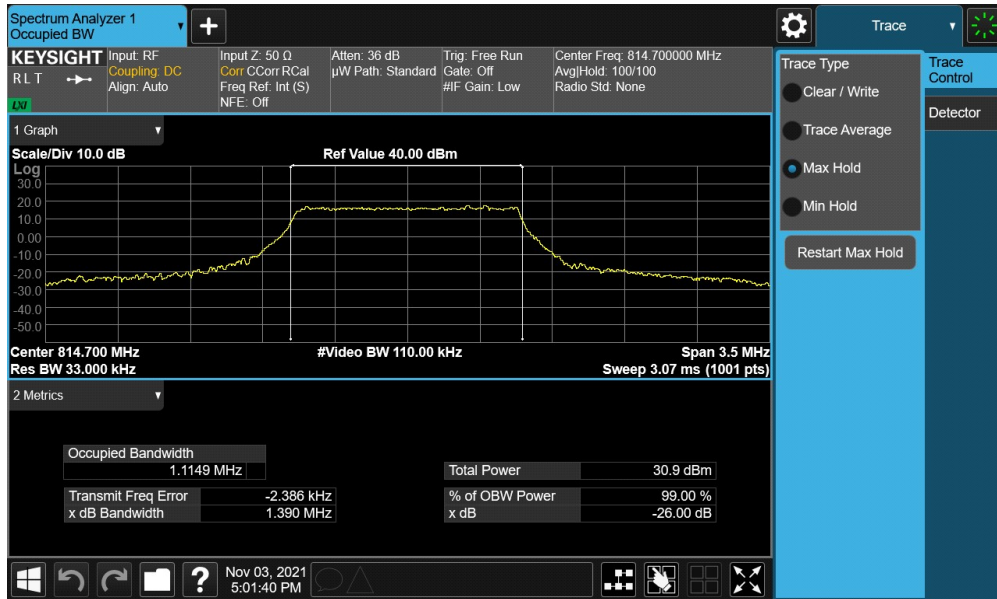 Spectrum Analyzer 1
Occupied BW
+
Trace
KEYSIGHT
R L T
LXI
Input: RF
Coupling: DC
Align: Auto
Input Z: 50 Ω
Corr CCorr RCal
Freq Ref: Int (S)
NFE: Off
Atten: 36 dB
µW Path: Standard
Trig: Free Run
Gate: Off
#IF Gain: Low
Center Freq: 814.700000 MHz
Avg|Hold: 100/100
Radio Std: None
Trace Type
Clear / Write
Trace Average
Max Hold
Min Hold
Restart Max Hold
Trace
Control
Detector
1 Graph
Scale/Div 10.0 dB
Ref Value 40.00 dBm
Log
30.0
20.0
10.0
0.00
-10.0
-20.0
-30.0
-40.0
-50.0
Center 814.700 MHz
#Video BW 110.00 kHz
Span 3.5 MHz
Res BW 33.000 kHz
Sweep 3.07 ms (1001 pts)
2 Metrics
Occupied Bandwidth
1.1149 MHz
Total Power 30.9 dBm
Transmit Freq Error -2.386 kHz
% of OBW Power 99.00 %
x dB Bandwidth 1.390 MHz
x dB -26.00 dB
?
Nov 03, 2021
5:01:40 PM